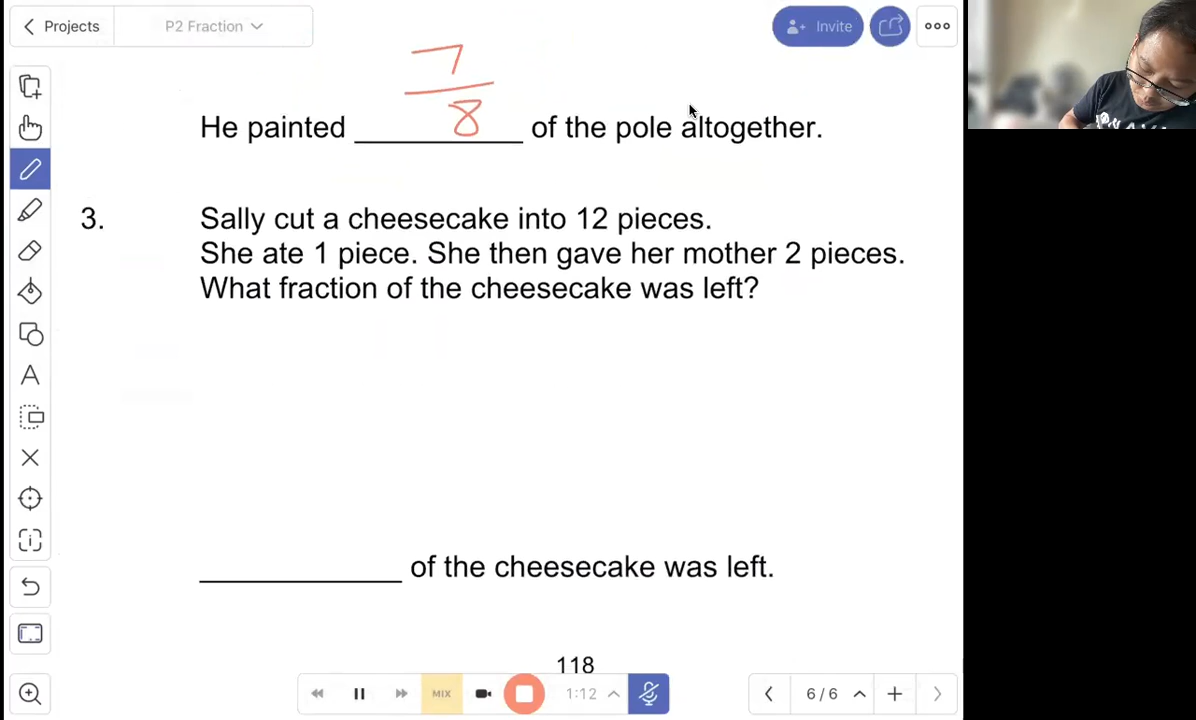 Projects
P2 Fraction
Invite
7
8
He painted __________ of the pole altogether.
3. Sally cut a cheesecake into 12 pieces.
She ate 1 piece. She then gave her mother 2 pieces.
What fraction of the cheesecake was left?
____________ of the cheesecake was left.
118
MIX
1:12
6 / 6